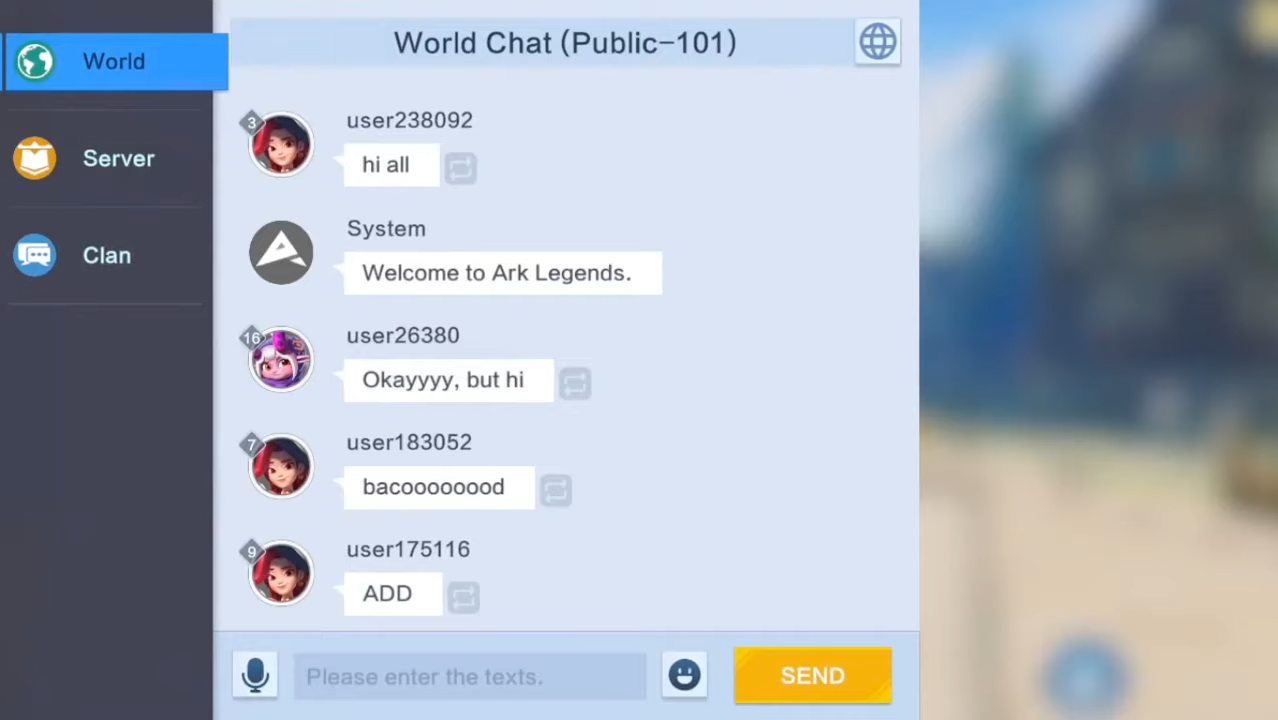 World
Server
Clan
World Chat (Public-101)
3
user238092
hi all
System
Welcome to Ark Legends.
16
user26380
Okayyyy, but hi
7
user183052
bacoooooood
9
user175116
ADD
Please enter the texts.
SEND